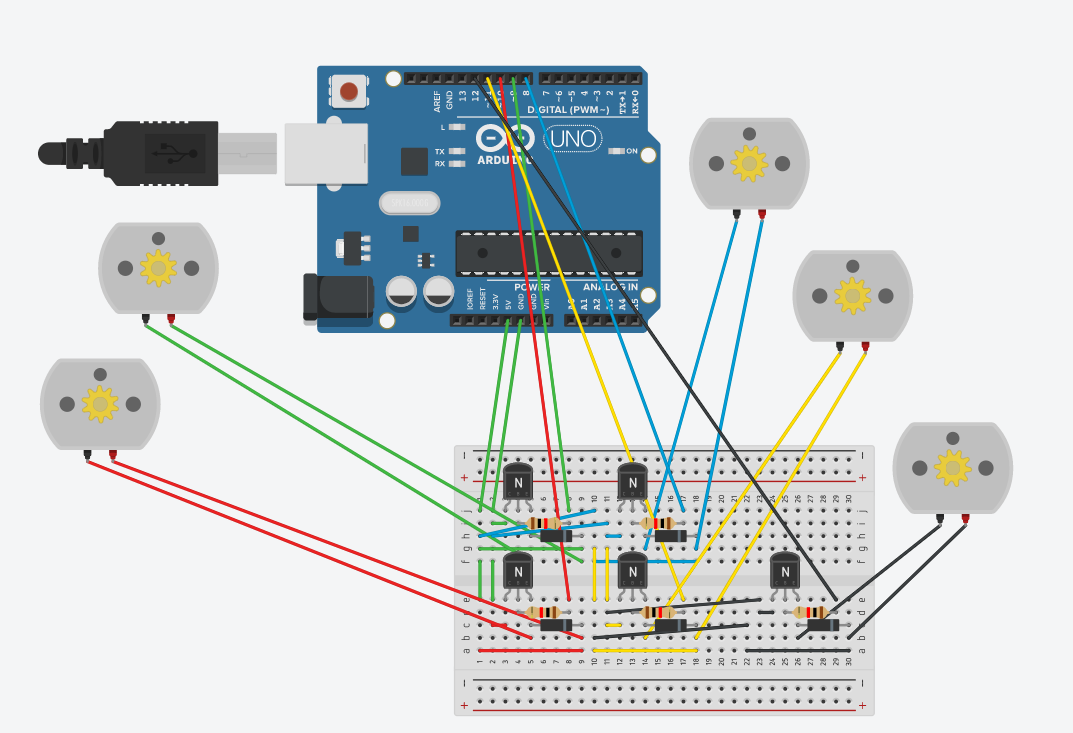 AREF
GND
13
12
~11
~10
~9
8
7
~6
~5
4
~3
2
TX→1
RX←0
DIGITAL (PWM~)
L
TX
RX
ARDUINO
UNO
ON
POWER
ANALOG IN
IOREF
RESET
3.3V
5V
GND
GND
Vin
A0
A1
A2
A3
A4
A5
N
N
N
N
N
j
i
h
g
f
e
d
c
b
a
1 2 3 4 5 6 7 8 9 10 11 12 13 14 15 16 17 18 19 20 21 22 23 24 25 26 27 28 29 30